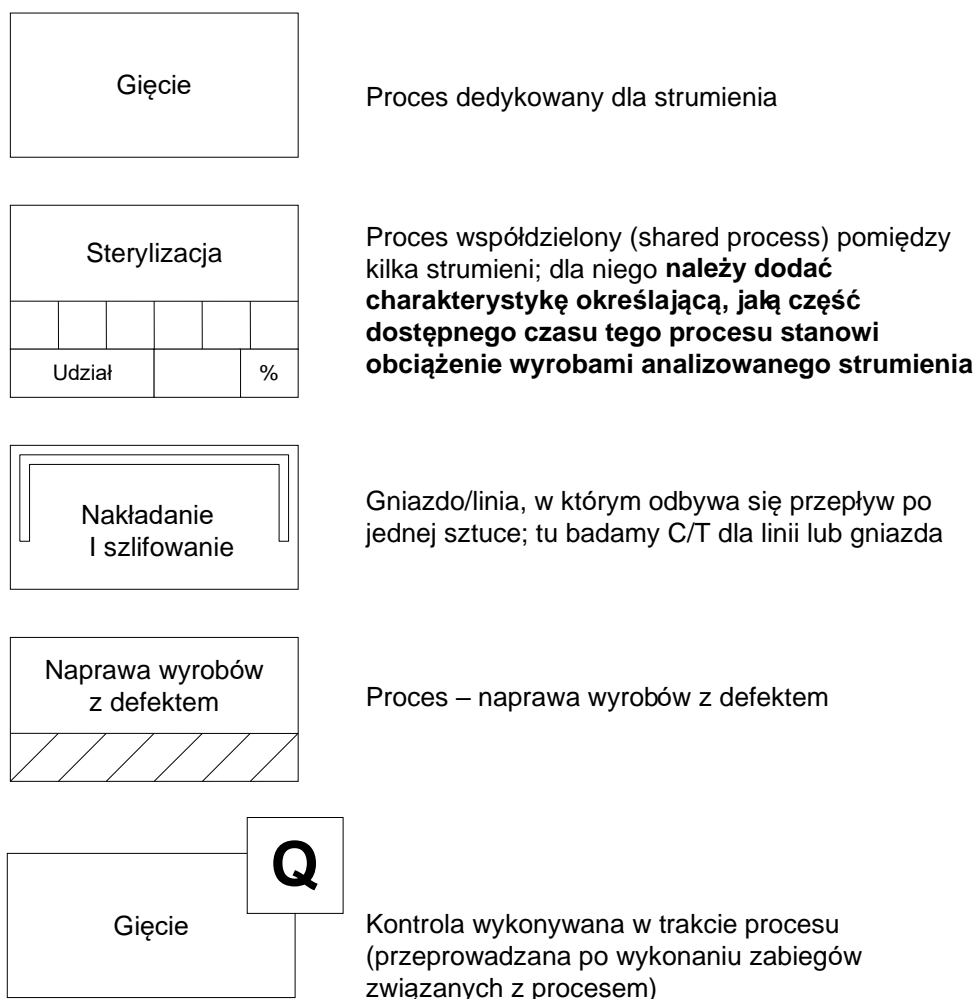 Gięcie
Proces dedykowany dla strumienia
Sterylizacja
Udział
%
Proces współdzielony (shared process) pomiędzy
kilka strumieni; dla niego należy dodać
charakterystykę określającą, jaką część
dostępnego czasu tego procesu stanowi
obciążenie wyrobami analizowanego strumienia
Nakładanie
I szlifowanie
Gniazdo/linia, w którym odbywa się przepływ po
jednej sztuce; tu badamy C/T dla linii lub gniazda
Naprawa wyrobów
z defektem
Proces – naprawa wyrobów z defektem
Q
Gięcie
Kontrola wykonywana w trakcie procesu
(przeprowadzana po wykonaniu zabiegów
związanych z procesem)